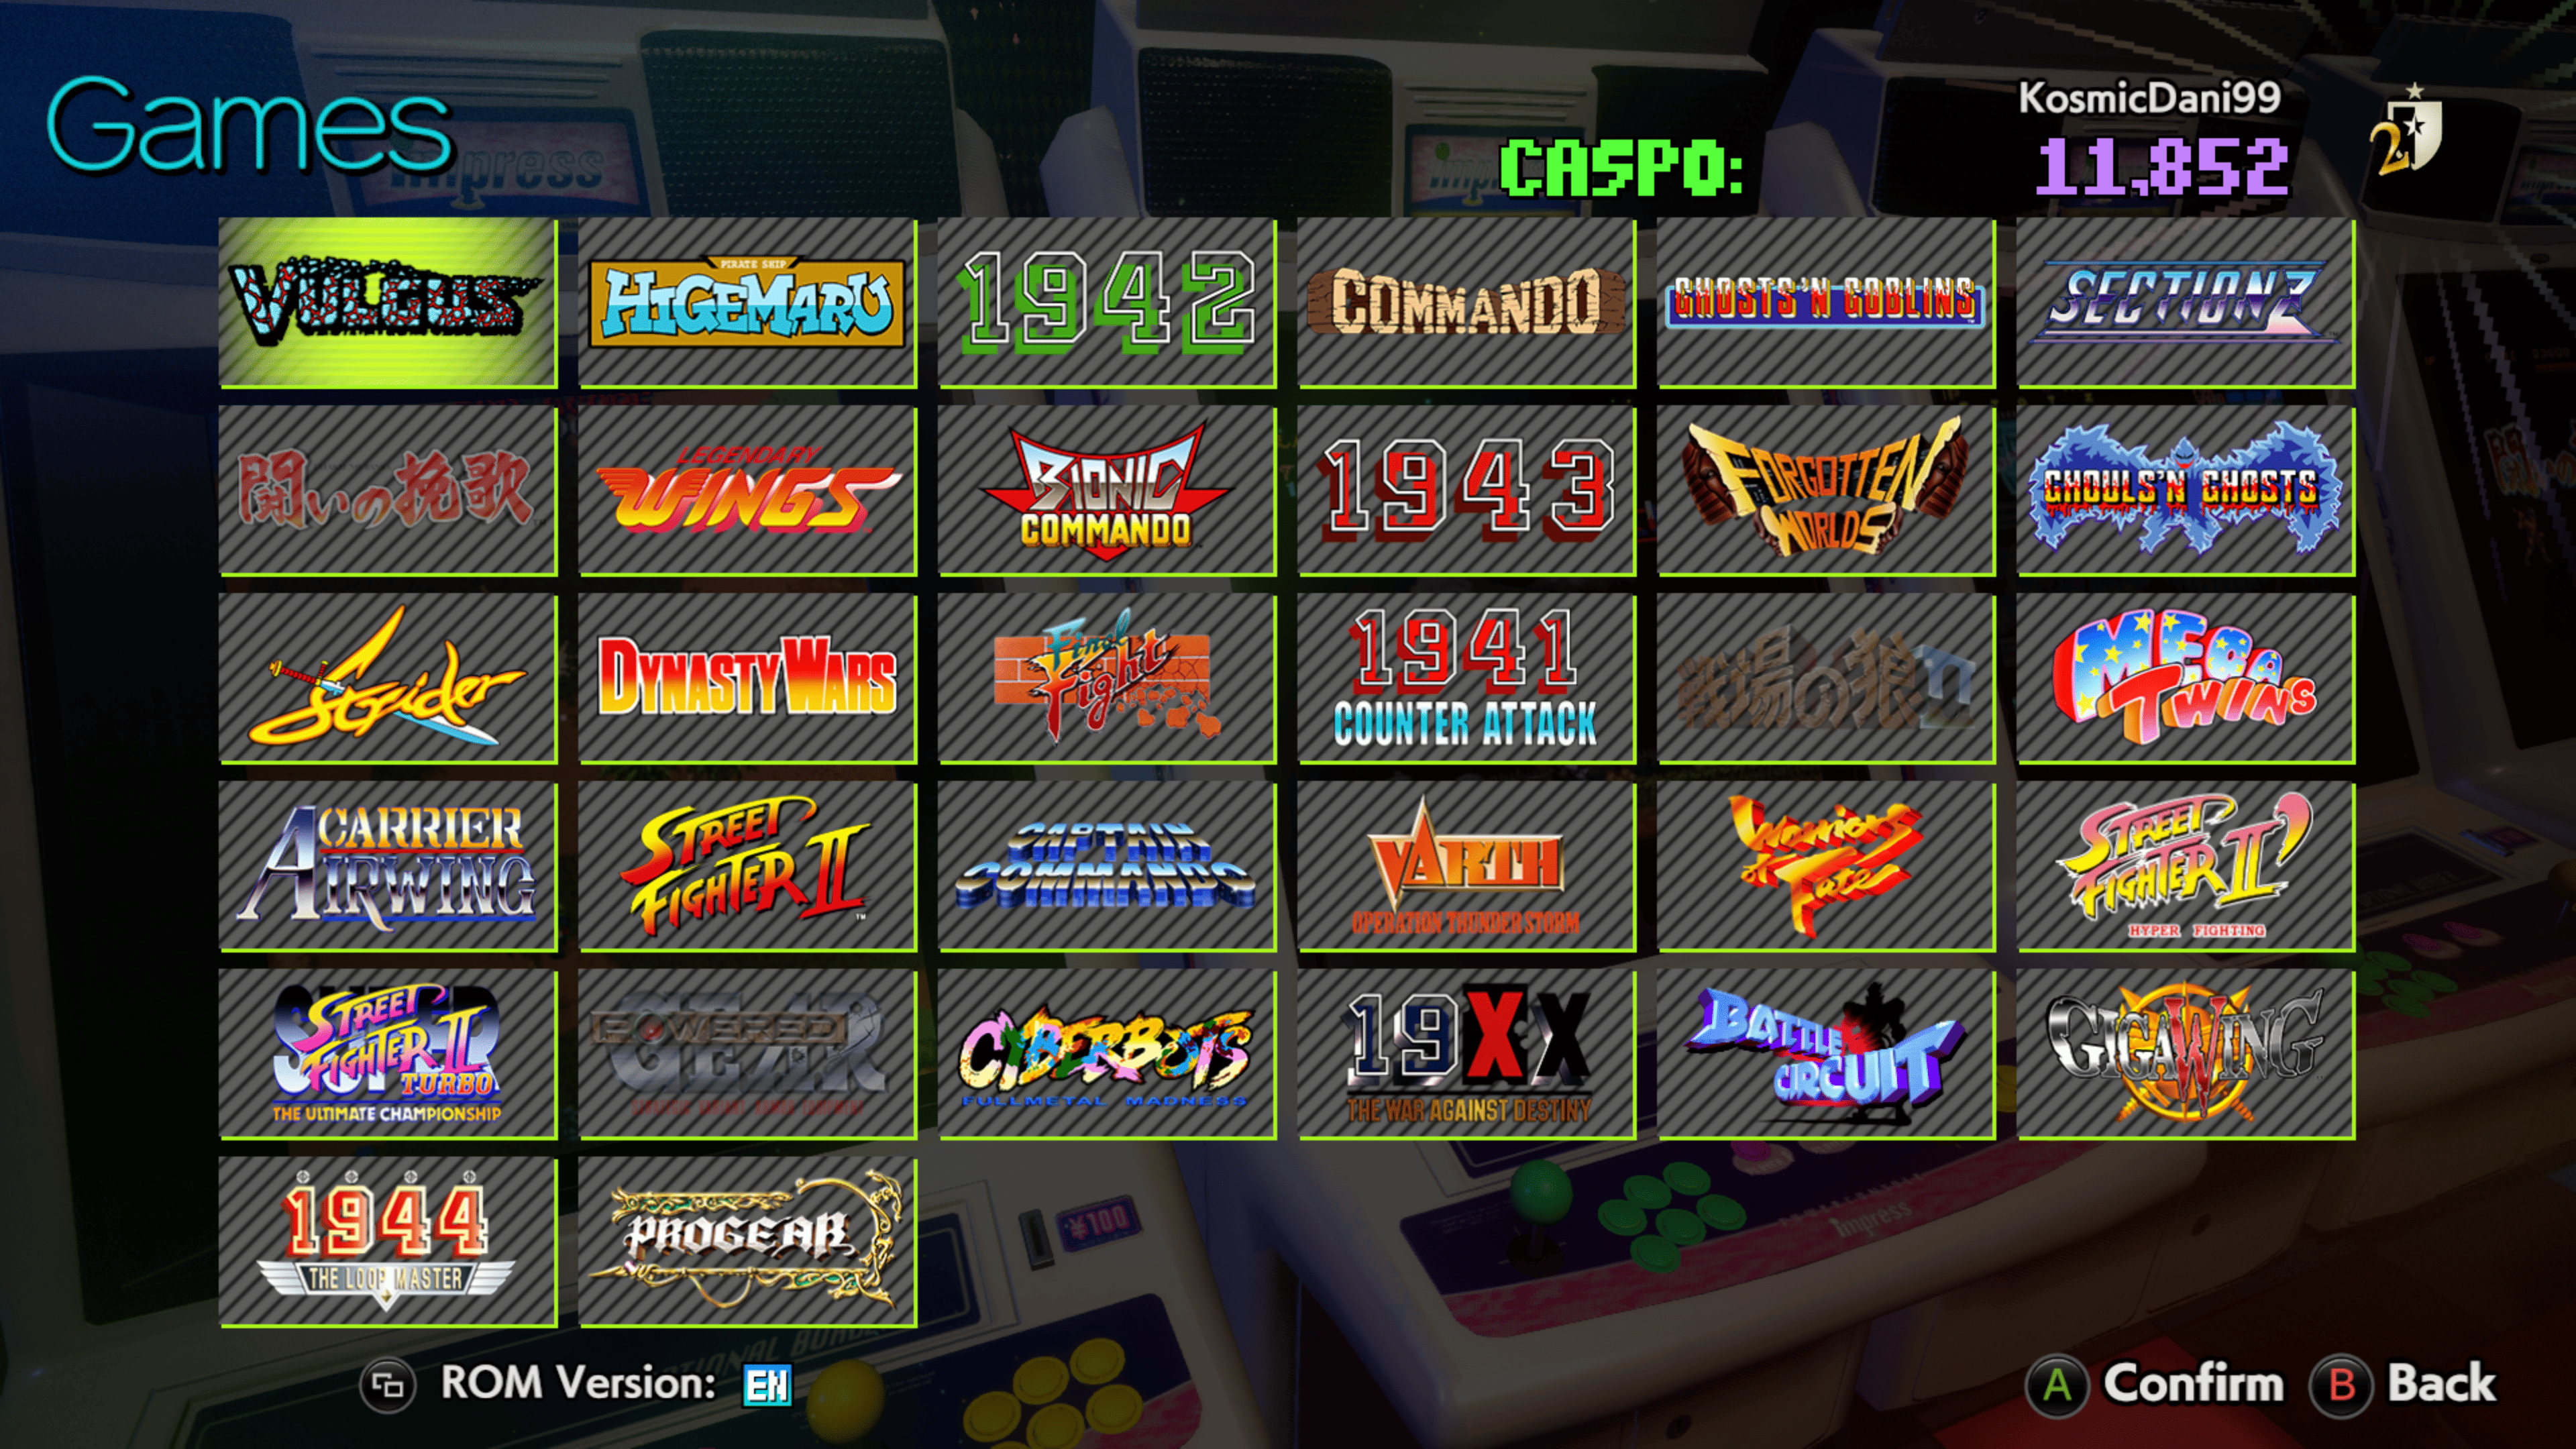 Games
KosmicDani99
CASPO:
11,852
2
VULGUS
PIRATE SHIP
HIGEMARU
1942
COMMANDO
GHOSTS'N GOBLINS
SECTION Z
闘いの挽歌
LEGENDARY
WINGS
BIONIC
COMMANDO
1943
FORGOTTEN
WORLDS
GHOULS'N GHOSTS
Strider
DYNASTY WARS
Final
Fight
1941
COUNTER ATTACK
戦場の狼II
MEGA
TWINS
CARRIER
AIRWING
STREET
FIGHTER II
CAPTAIN
COMMANDO
VARTH
OPERATION THUNDERSTORM
Warriors
of Fate
STREET
FIGHTER II'
HYPER FIGHTING
SUPER
STREET
FIGHTER II
TURBO
THE ULTIMATE CHAMPIONSHIP
POWERED
GEAR
CYBERBOTS
FULLMETAL MADNESS
19XX
THE WAR AGAINST DESTINY
BATTLE
CIRCUIT
GIGAWING
1944
THE LOOP MASTER
PROGEAR
impress
¥100
impress
ROM Version: EN
A Confirm B Back